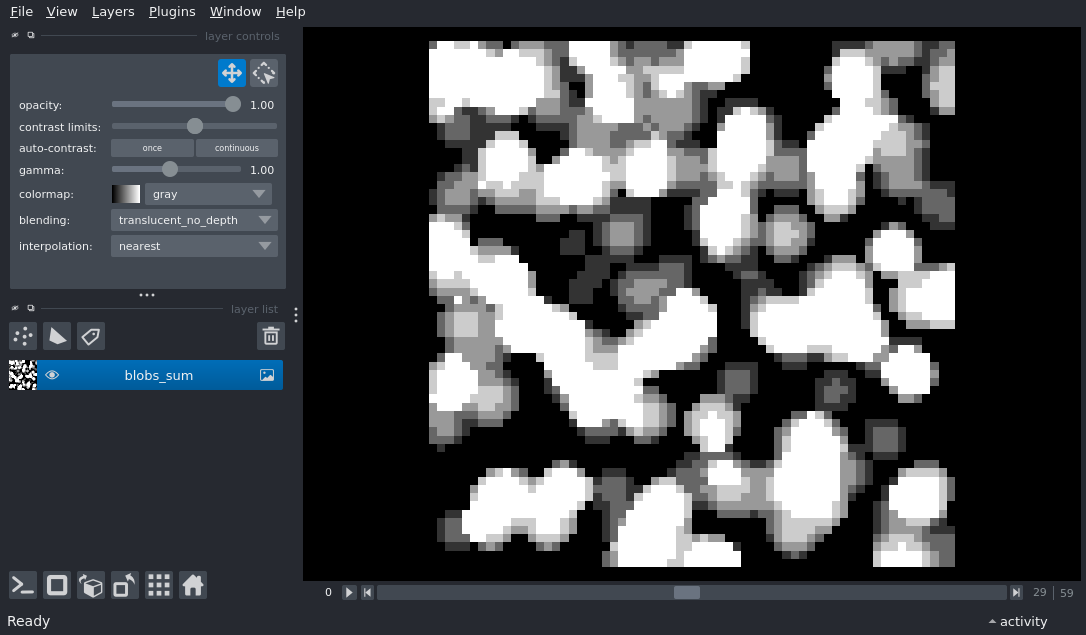 File View Layers Plugins Window Help
layer controls
opacity: 1.00
contrast limits:
auto-contrast: once continuous
gamma: 1.00
colormap: gray
blending: translucent_no_depth
interpolation: nearest
layer list
blobs_sum
0 29 | 59
Ready activity